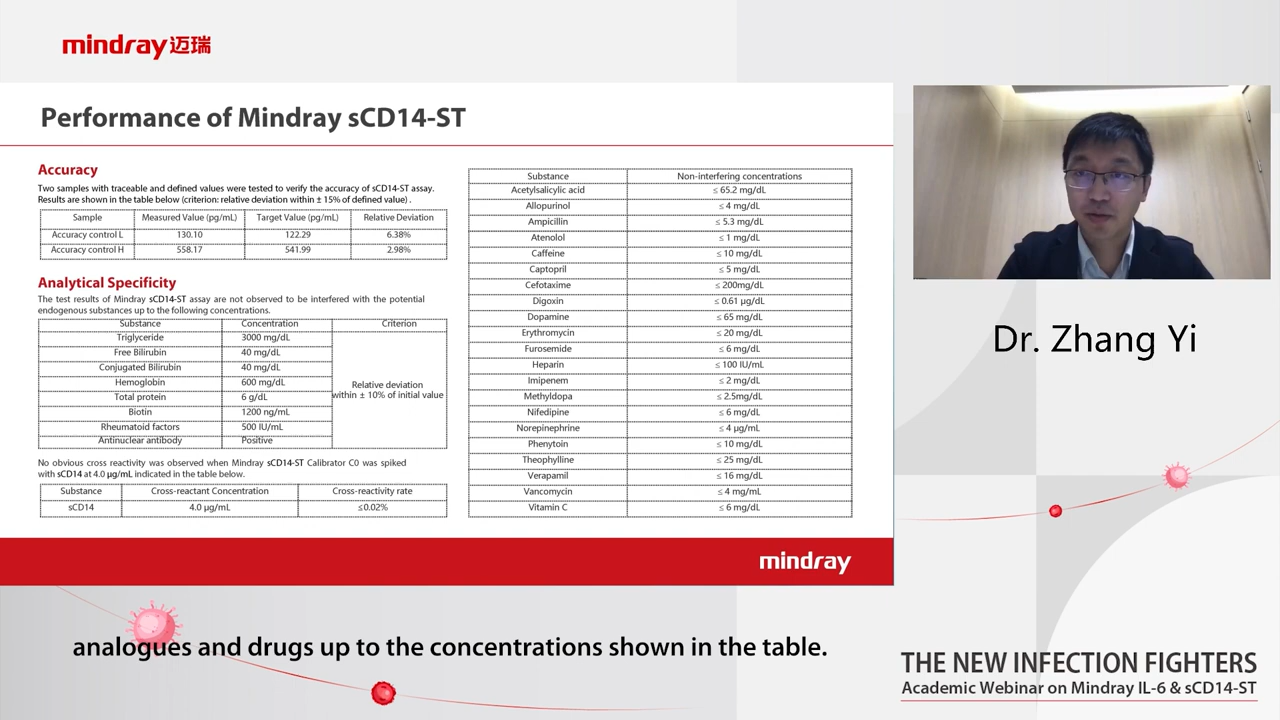 mindray迈瑞
Performance of Mindray sCD14-ST
Accuracy
Two samples with traceable and defined values were tested to verify the accuracy of sCD14-ST assay.
Results are shown in the table below (criterion: relative deviation within ± 15% of defined value) .
Sample Measured Value (pg/mL) Target Value (pg/mL) Relative Deviation
Accuracy control L 130.10 122.29 6.38%
Accuracy control H 558.17 541.99 2.98%
Analytical Specificity
The test results of Mindray sCD14-ST assay are not observed to be interfered with the potential
endogenous substances up to the following concentrations.
Substance Concentration Criterion
Triglyceride 3000 mg/dL
Free Bilirubin 40 mg/dL
Conjugated Bilirubin 40 mg/dL
Hemoglobin 600 mg/dL
Total protein 6 g/dL
Biotin 1200 ng/mL
Rheumatoid factors 500 IU/mL
Antinuclear antibody Positive
Relative deviation
within ± 10% of initial value
No obvious cross reactivity was observed when Mindray sCD14-ST Calibrator C0 was spiked
with sCD14 at 4.0 μg/mL indicated in the table below.
Substance Cross-reactant Concentration Cross-reactivity rate
sCD14 4.0 μg/mL ≤0.02%
Substance Non-interfering concentrations
Acetylsalicylic acid ≤ 65.2 mg/dL
Allopurinol ≤ 4 mg/dL
Ampicillin ≤ 5.3 mg/dL
Atenolol ≤ 1 mg/dL
Caffeine ≤ 10 mg/dL
Captopril ≤ 5 mg/dL
Cefotaxime ≤ 200mg/dL
Digoxin ≤ 0.61 μg/dL
Dopamine ≤ 65 mg/dL
Erythromycin ≤ 20 mg/dL
Furosemide ≤ 6 mg/dL
Heparin ≤ 100 IU/mL
Imipenem ≤ 2 mg/dL
Methyldopa ≤ 2.5mg/dL
Nifedipine ≤ 6 mg/dL
Norepinephrine ≤ 4 μg/mL
Phenytoin ≤ 10 mg/dL
Theophylline ≤ 25 mg/dL
Verapamil ≤ 16 mg/dL
Vancomycin ≤ 4 mg/mL
Vitamin C ≤ 6 mg/dL
mindray
Dr. Zhang Yi
analogues and drugs up to the concentrations shown in the table.
THE NEW INFECTION FIGHTERS
Academic Webinar on Mindray IL-6 & sCD14-ST